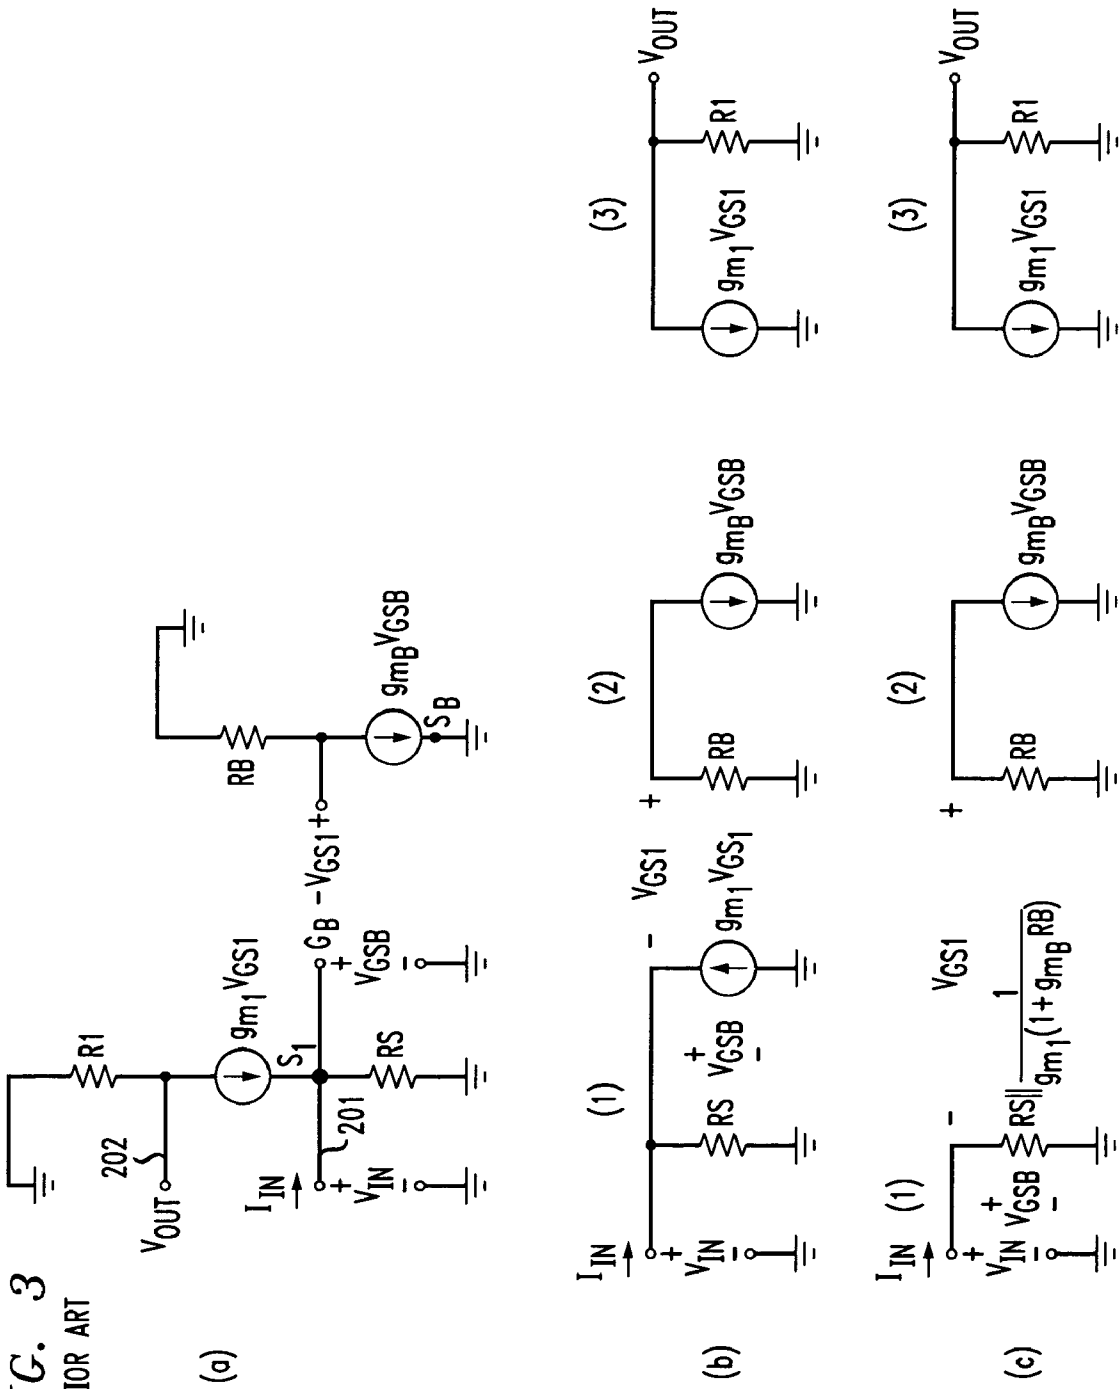 G. 3
IOR ART
(a)
R1
202
VOUT
gm1VGS1
S1
IIN
201
+
VIN
-
RS
GB
+
VGSB
-
- VGS1 +
RB
gmBVGSB
SB
(b)
(1)
IIN
+
VIN
-
RS
+
VGSB
-
-
VGS1
gm1VGS1
(2)
+
RB
gmBVGSB
(3)
gm1VGS1
R1
VOUT
(c)
(1)
IIN
+
VIN
-
+
VGSB
-
-
VGS1
RS|| 1
gm1(1+gmBRB)
(2)
+
RB
gmBVGSB
(3)
gm1VGS1
R1
VOUT